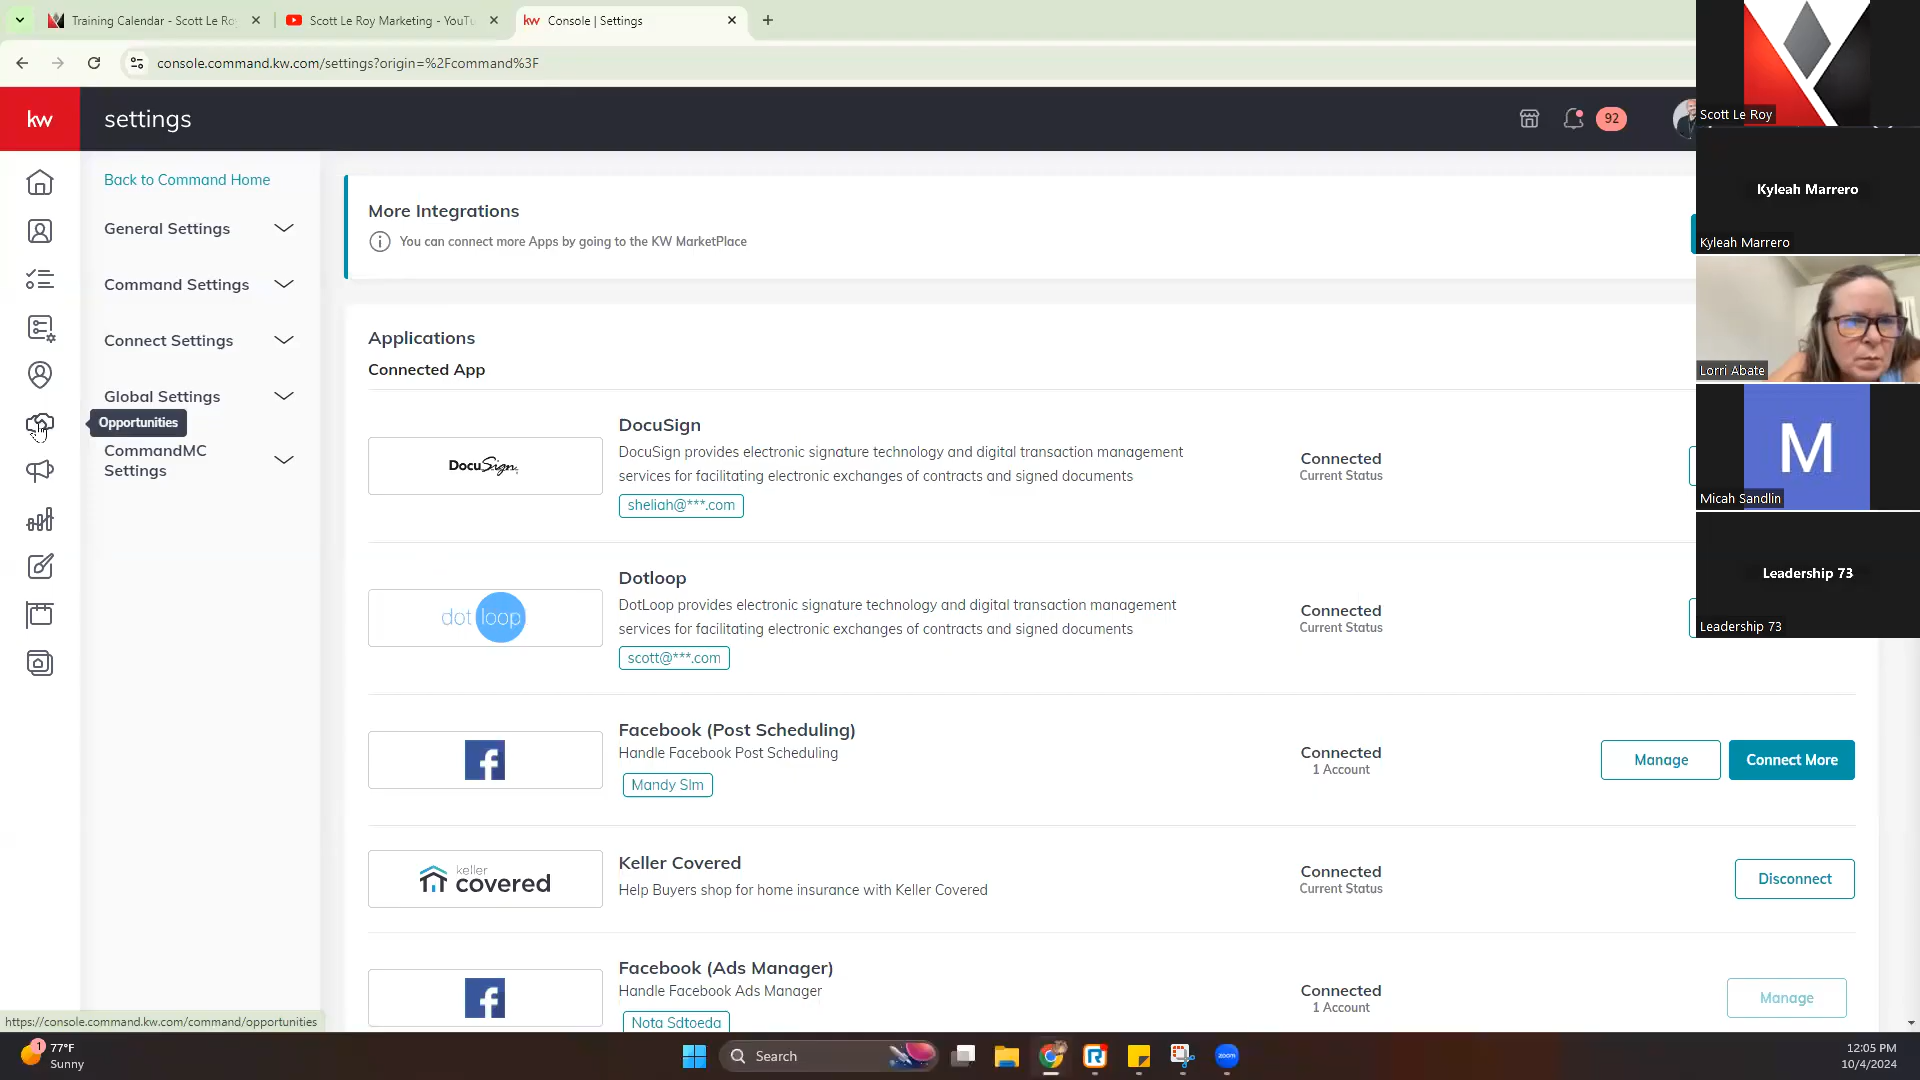 Training Calendar - Scott Le Ro
Scott Le Roy Marketing - YouTu
kw Console | Settings
console.command.kw.com/settings?origin=%2Fcommand%3F
kw
settings
92
Back to Command Home
General Settings
Command Settings
Connect Settings
Global Settings
Opportunities
CommandMC
Settings
More Integrations
You can connect more Apps by going to the KW MarketPlace
Applications
Connected App
DocuSign
DocuSign
DocuSign provides electronic signature technology and digital transaction management
services for facilitating electronic exchanges of contracts and signed documents
sheliah@***.com
Connected
Current Status
dot loop
Dotloop
DotLoop provides electronic signature technology and digital transaction management
services for facilitating electronic exchanges of contracts and signed documents
scott@***.com
Connected
Current Status
Facebook (Post Scheduling)
Handle Facebook Post Scheduling
Mandy Slm
Connected
1 Account
Manage
Connect More
keller
covered
Keller Covered
Help Buyers shop for home insurance with Keller Covered
Connected
Current Status
Disconnect
Facebook (Ads Manager)
Handle Facebook Ads Manager
Nota Sdtoeda
Connected
1 Account
Manage
Scott Le Roy
Kyleah Marrero
Kyleah Marrero
Lorri Abate
M
Micah Sandlin
Leadership 73
Leadership 73
https://console.command.kw.com/command/opportunities
1
77°F
Sunny
Search
zoom
12:05 PM
10/4/2024